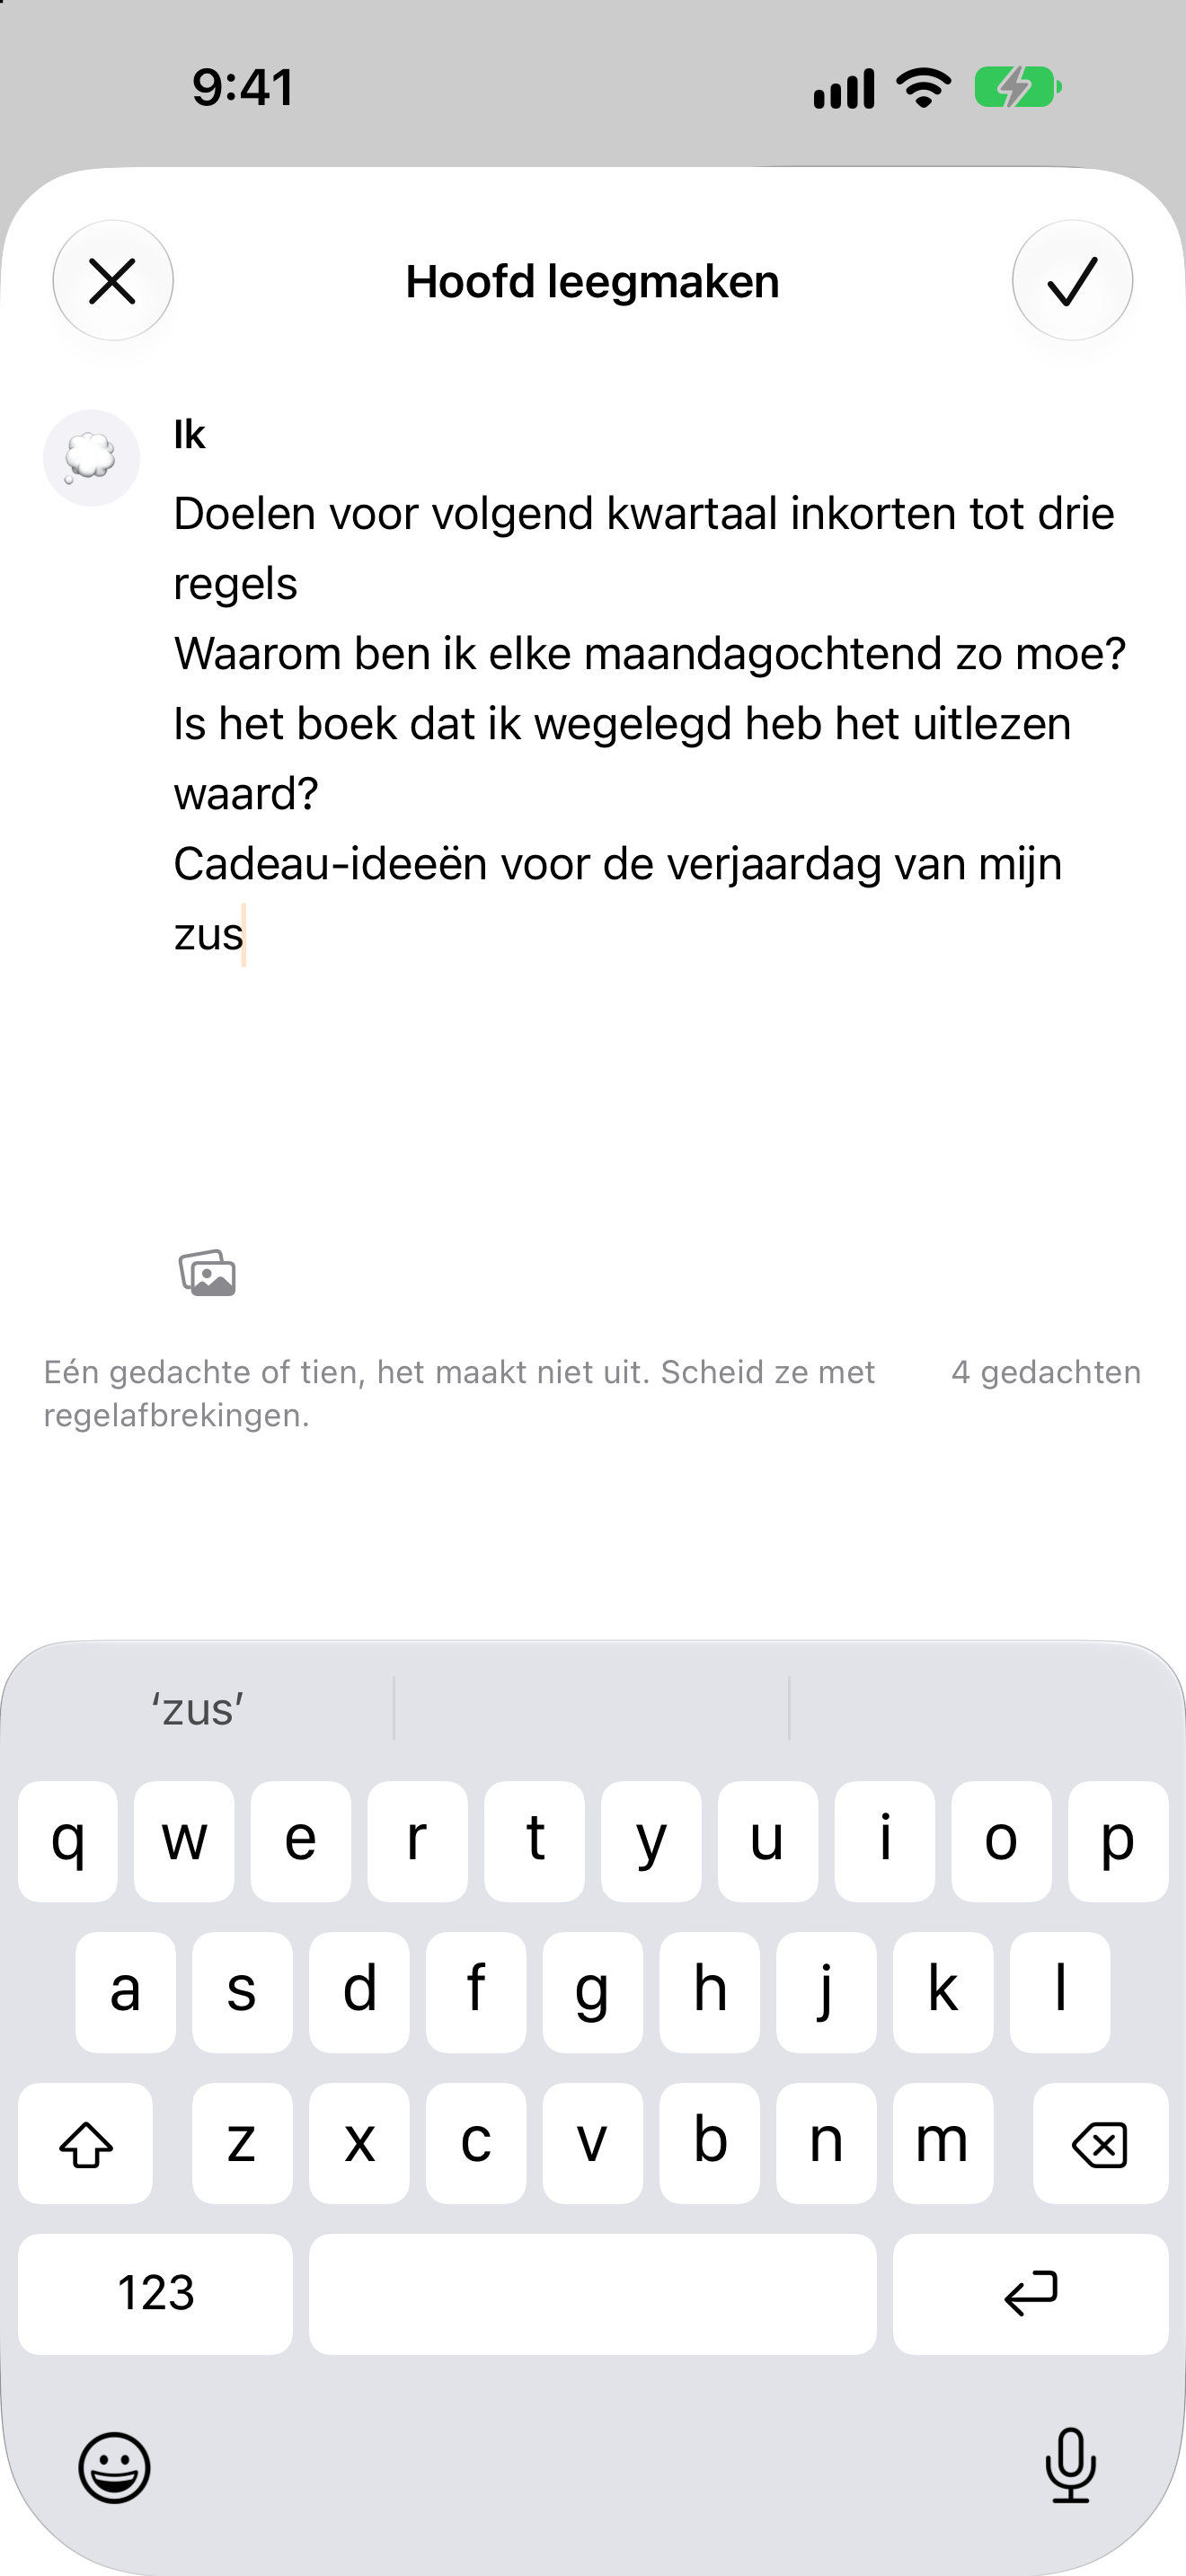 9:41
Hoofd leegmaken
Ik
Doelen voor volgend kwartaal inkorten tot drie
regels
Waarom ben ik elke maandagochtend zo moe?
Is het boek dat ik wegelegd heb het uitlezen
waard?
Cadeau-ideeën voor de verjaardag van mijn
zus
Eén gedachte of tien, het maakt niet uit. Scheid ze met
regelafbrekingen.
4 gedachten
‘zus’
q w e r t y u i o p
a s d f g h j k l
z x c v b n m
123